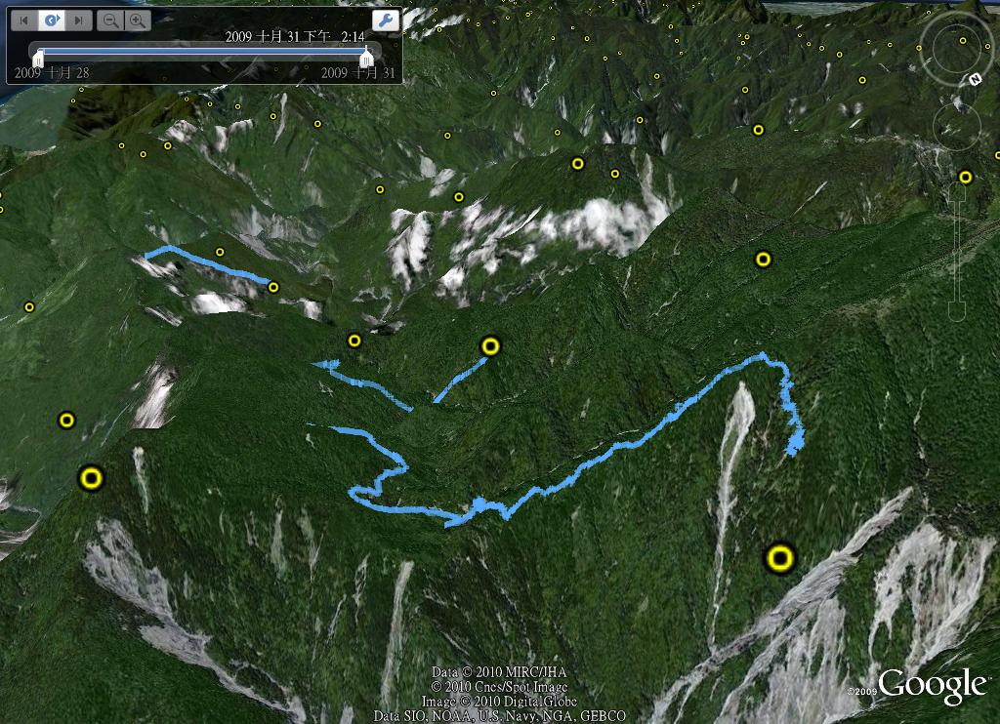 2009 十月 31 下午 2:14
2009 十月 28
2009 十月 31
N
Data © 2010 MIRC/JHA
© 2010 Cnes/Spot Image
Image © 2010 DigitalGlobe
Data SIO, NOAA, U.S. Navy, NGA, GEBCO
©2009 Google™